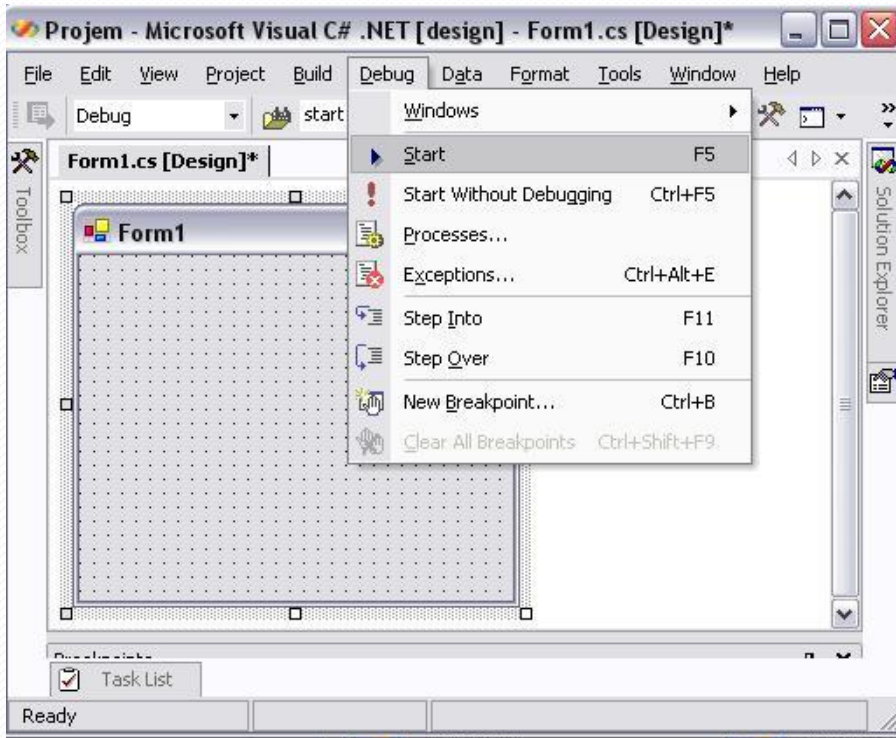 Projem - Microsoft Visual C# .NET [design] - Form1.cs [Design]*
File Edit View Project Build Debug Data Format Tools Window Help
Debug start
Form1.cs [Design]*
Toolbox
Form1
Windows
Start F5
Start Without Debugging Ctrl+F5
Processes...
Exceptions... Ctrl+Alt+E
Step Into F11
Step Over F10
New Breakpoint... Ctrl+B
Clear All Breakpoints Ctrl+Shift+F9
Solution Explorer
Task List
Ready